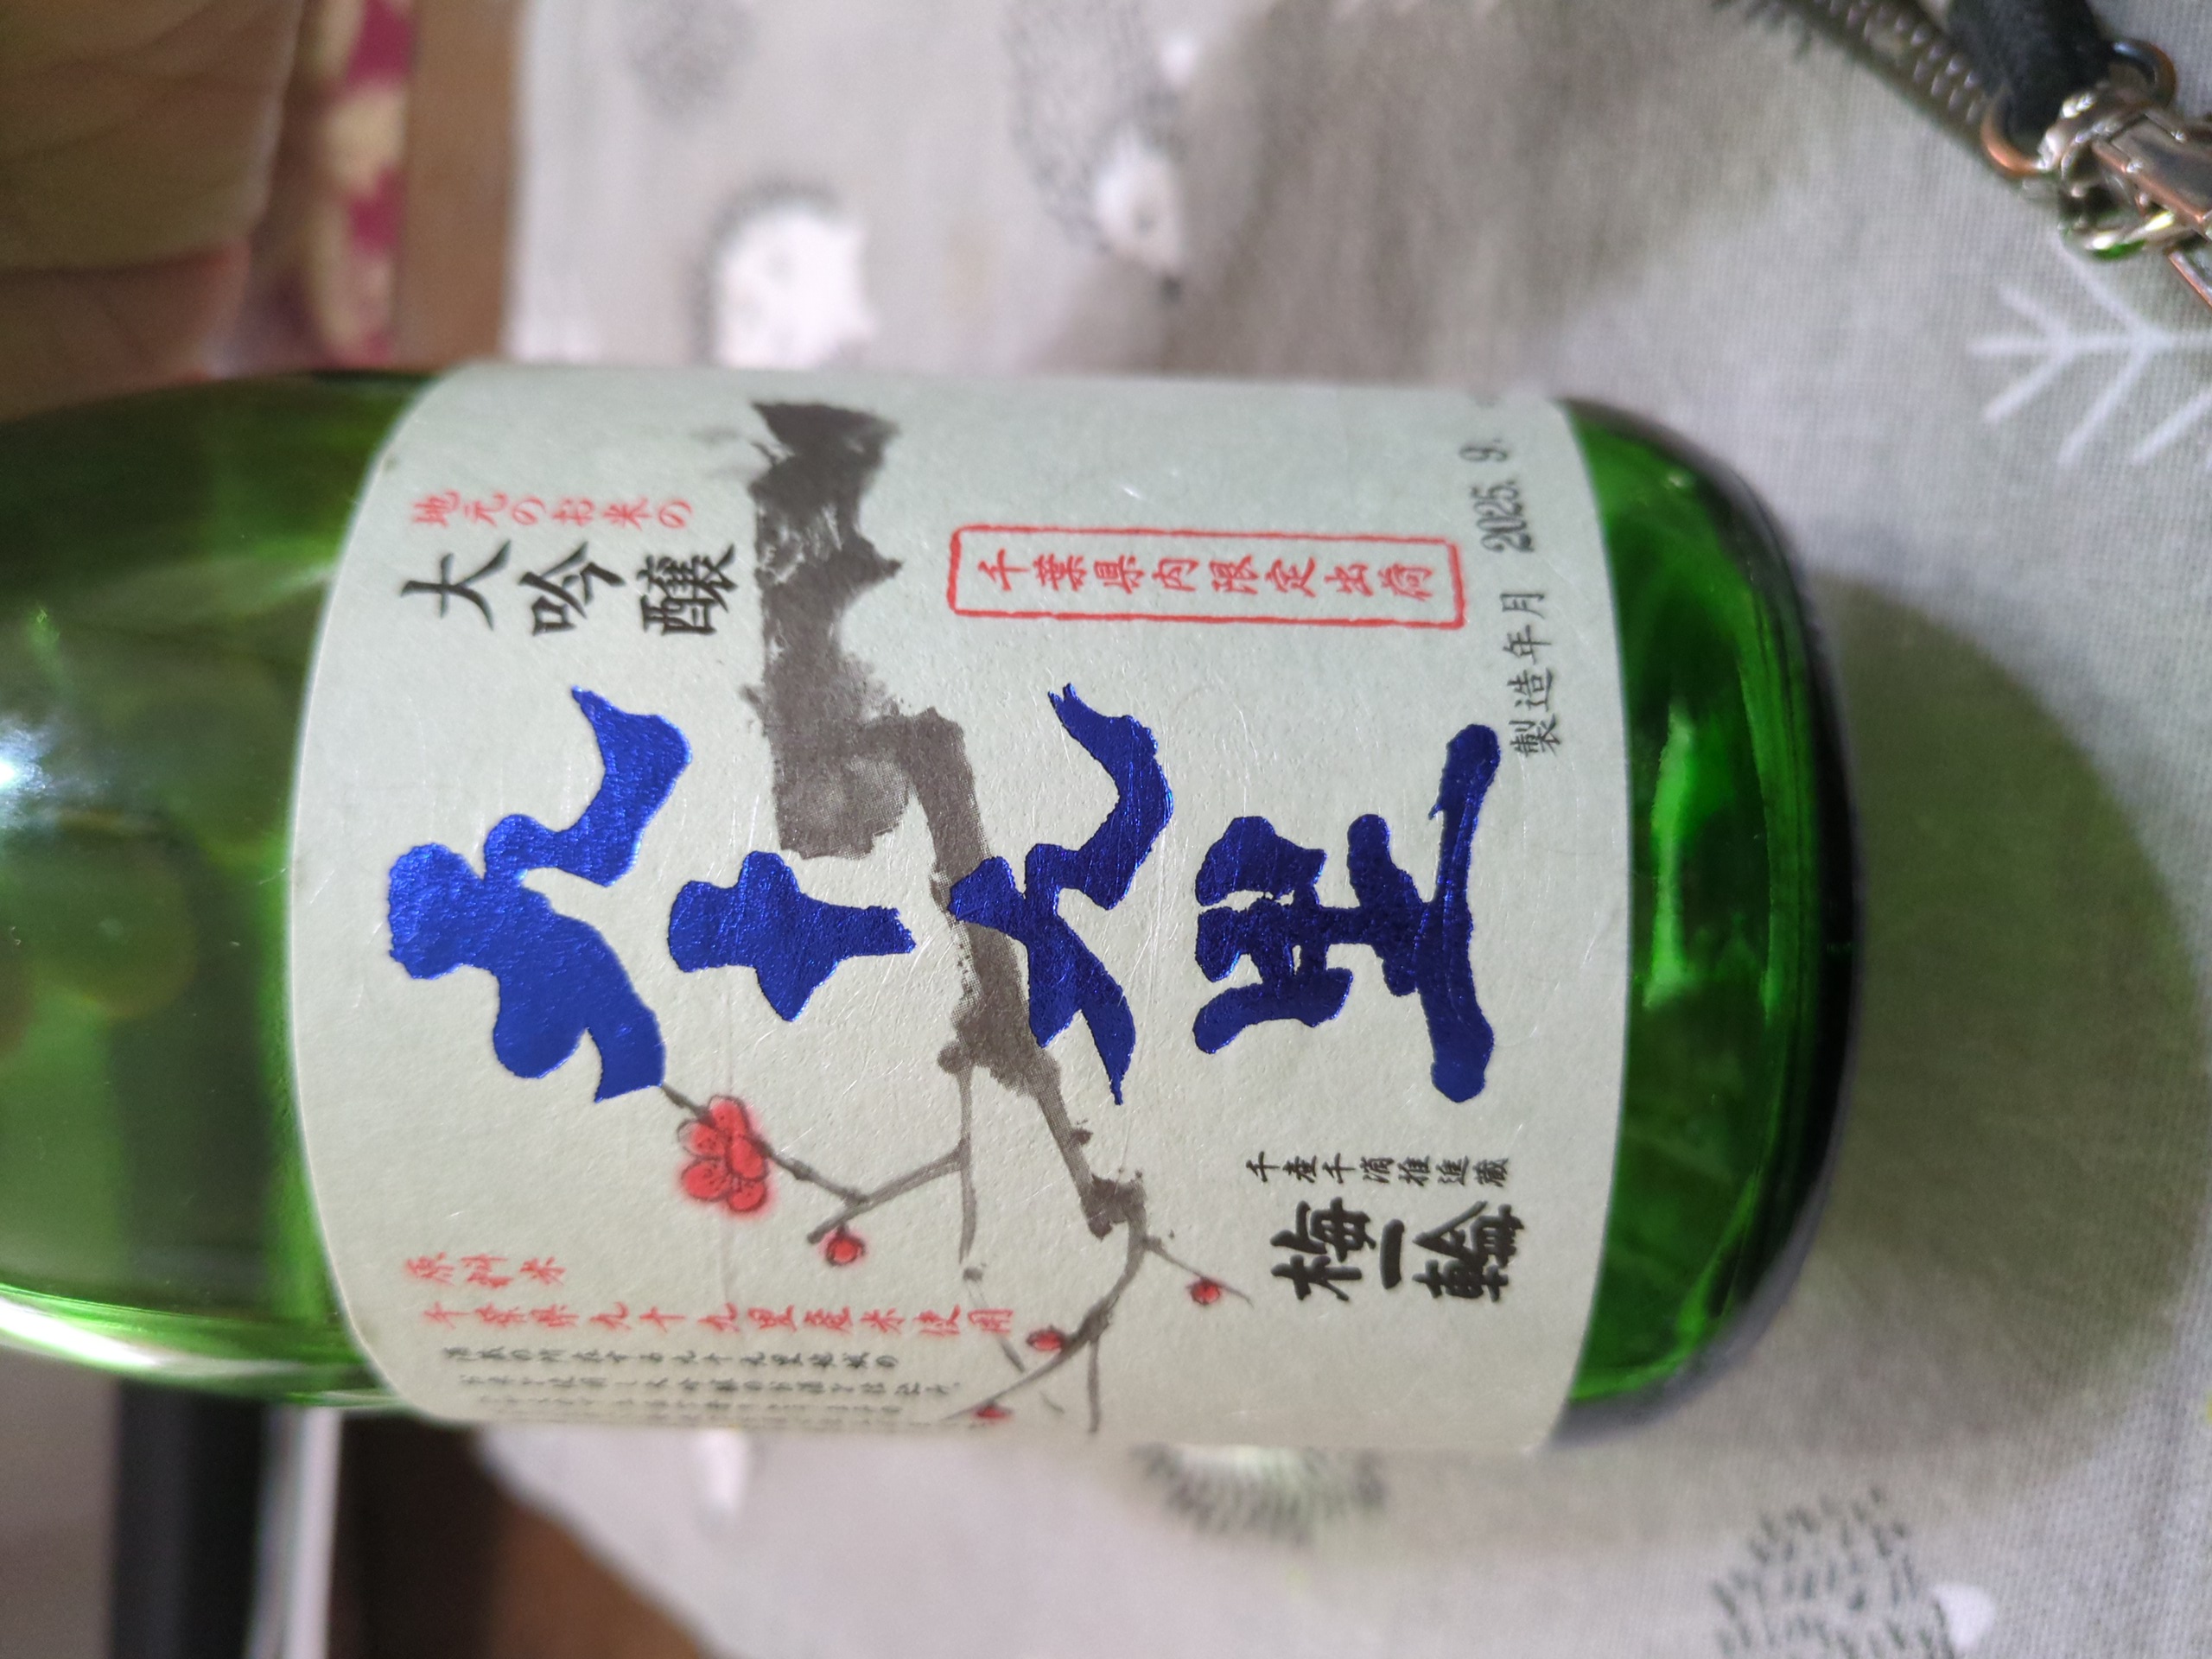 地元のお米の
大吟醸
九十九里
千葉県内限定出荷
製造年月 2025. 9.
千産千滴推進蔵
梅一輪
原料米
千葉県九十九里産米使用